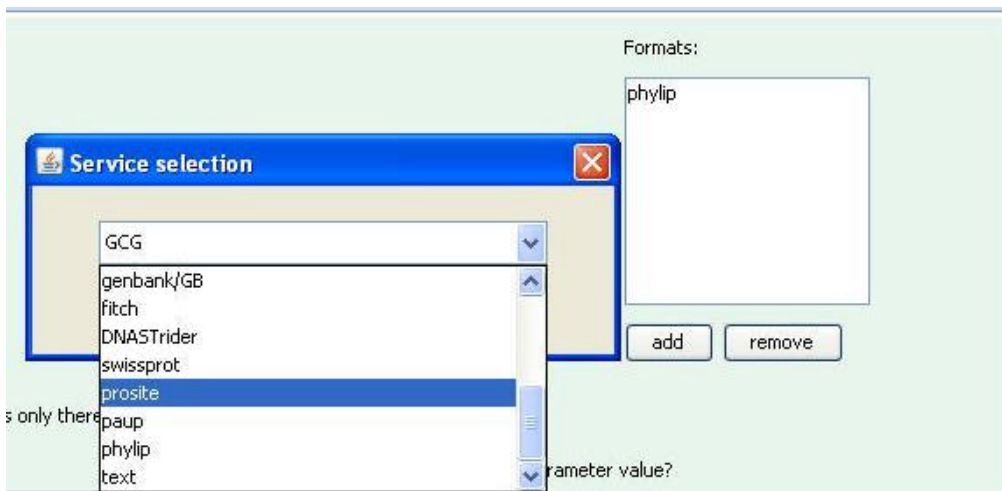 Formats:
phylip
Service selection
GCG
genbank/GB
fitch
DNASTrider
swissprot
prosite
paup
phylip
text
add remove
s only there
rameter value?